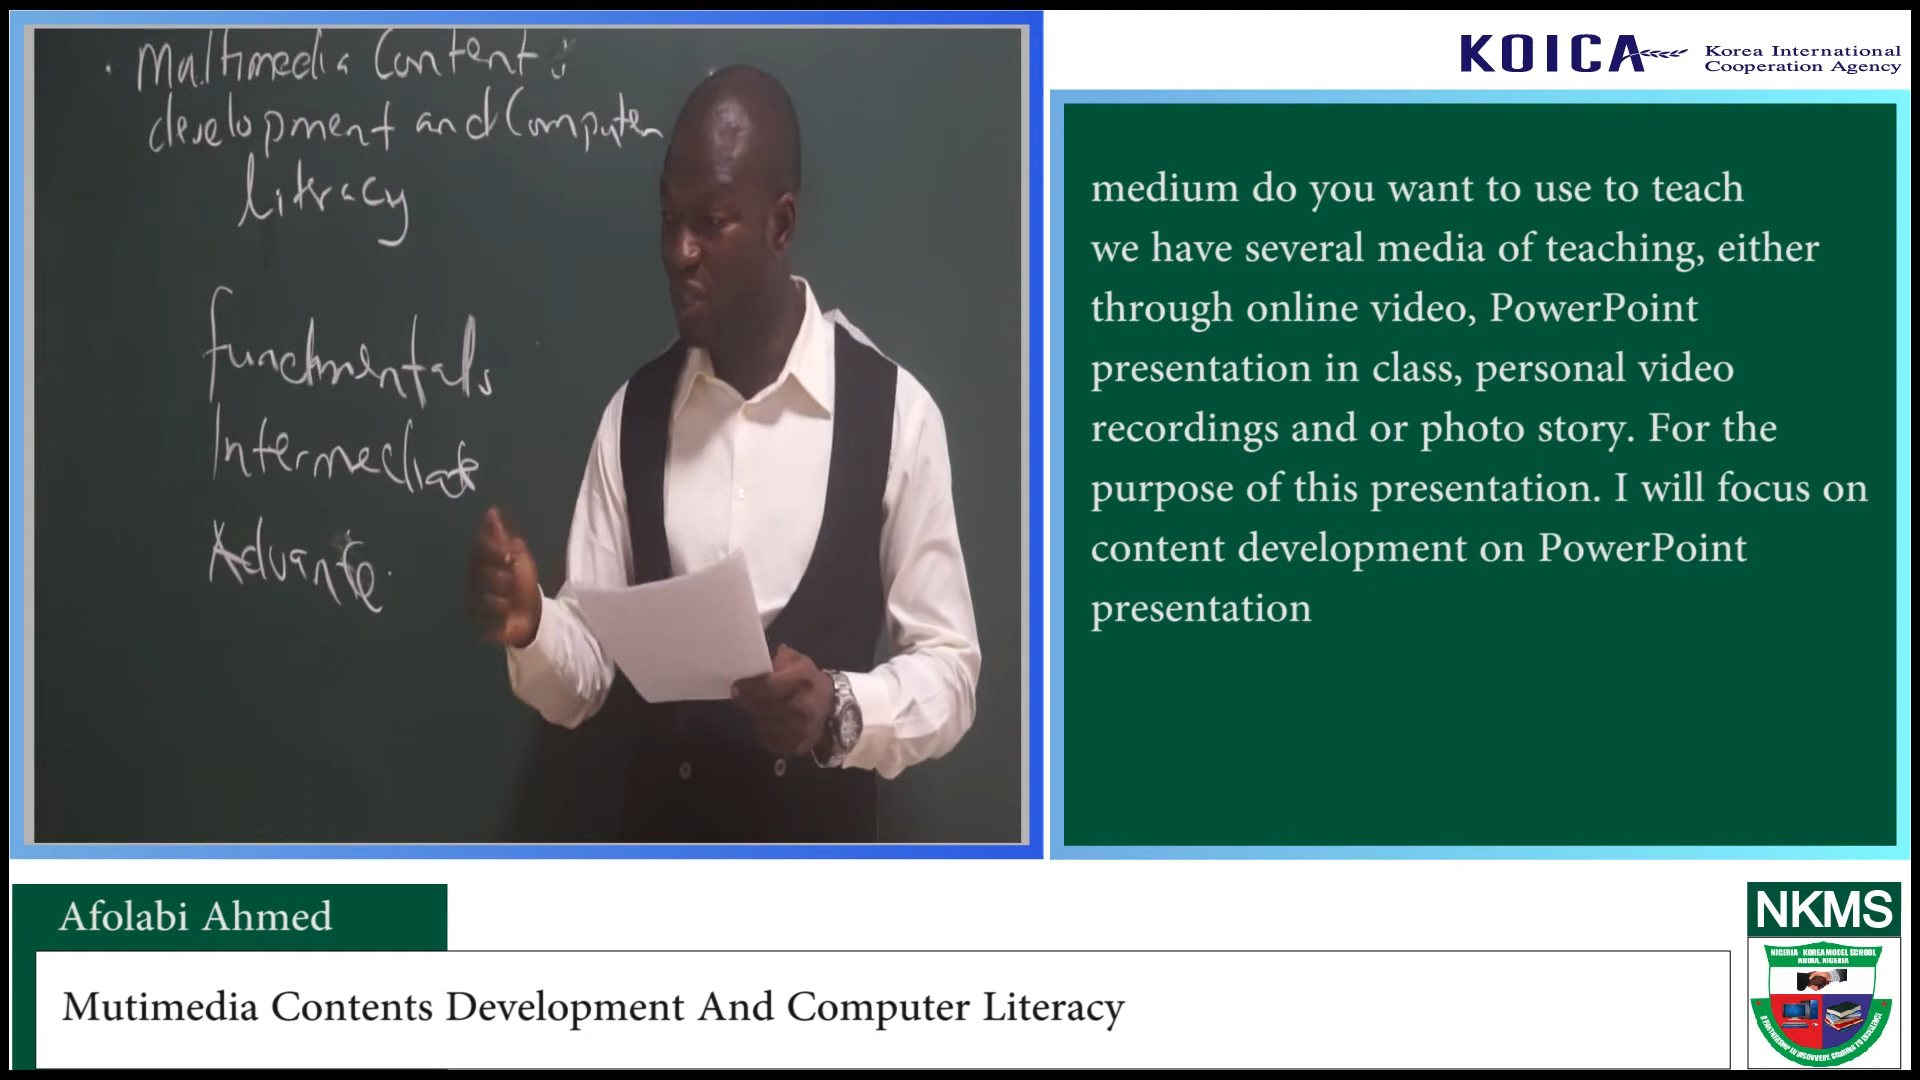 . Multimedia Content
development and Computer
literacy
fundmentals
Intermediate
Advance
KOICA
Korea International
Cooperation Agency
medium do you want to use to teach
we have several media of teaching, either
through online video, PowerPoint
presentation in class, personal video
recordings and or photo story. For the
purpose of this presentation. I will focus on
content development on PowerPoint
presentation
Afolabi Ahmed
Mutimedia Contents Development And Computer Literacy
NKMS
NIGERIA - KOREA MODEL SCHOOL
ABUJA, NIGERIA